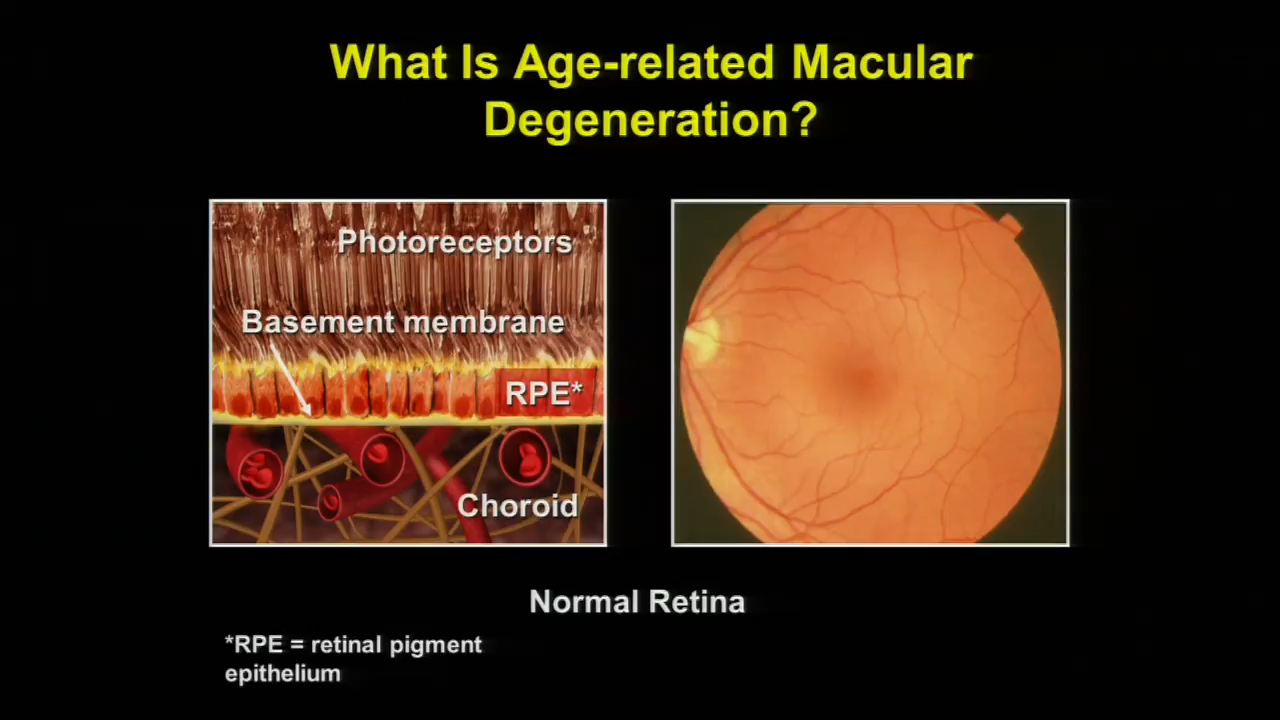 What Is Age-related Macular
Degeneration?
Photoreceptors
Basement membrane
RPE*
Choroid
Normal Retina
*RPE = retinal pigment
epithelium